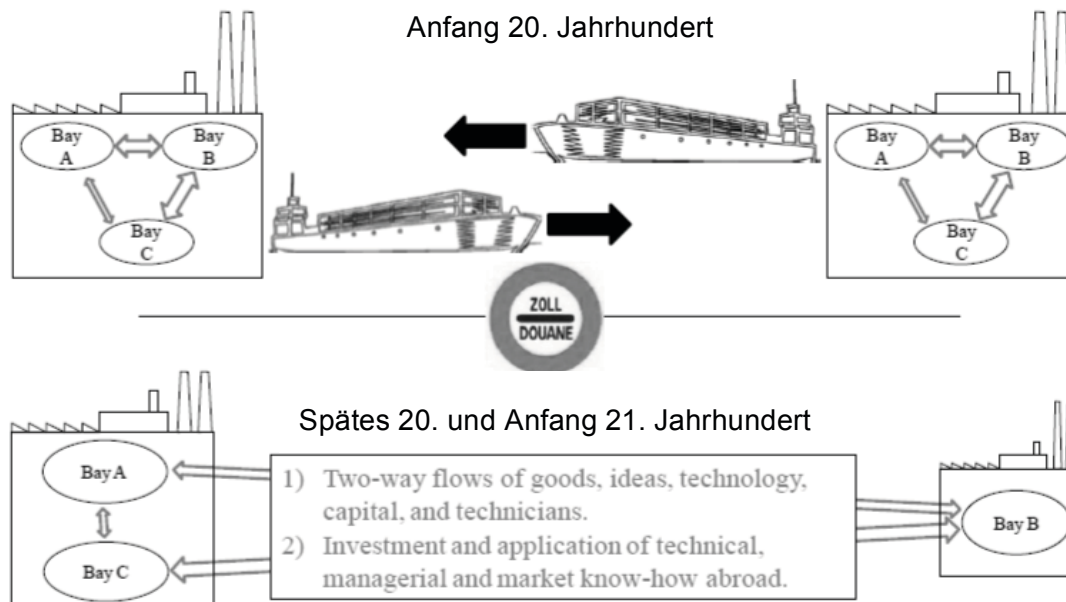 Anfang 20. Jahrhundert
Bay
A
Bay
B
Bay
C
Bay
A
Bay
B
Bay
C
ZOLL
DOUANE
Spätes 20. und Anfang 21. Jahrhundert
Bay A
Bay C
1) Two-way flows of goods, ideas, technology,
capital, and technicians.
2) Investment and application of technical,
managerial and market know-how abroad.
Bay B